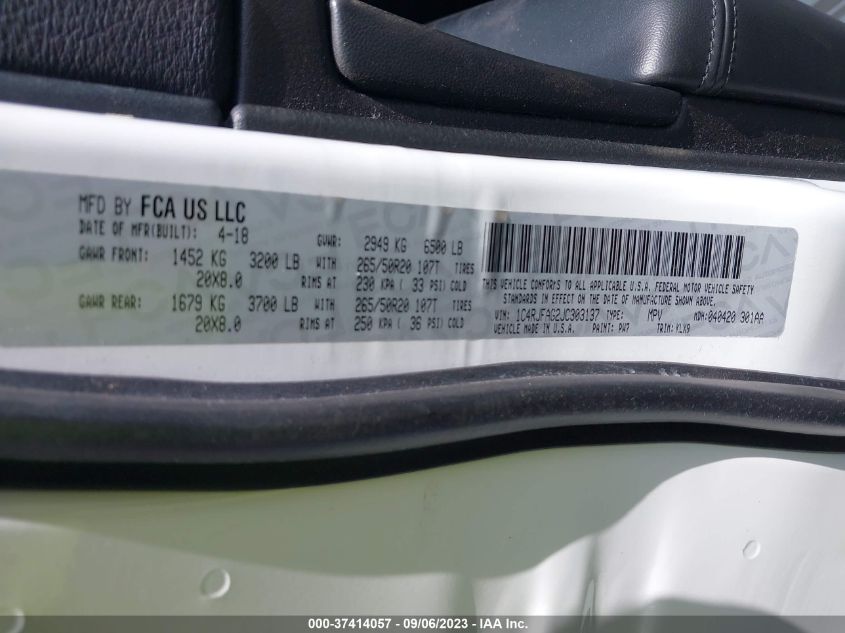 MFD BY FCA US LLC
DATE OF MFR(BUILT): 4-18 GVWR: 2949 KG 6500 LB
GAWR FRONT: 1452 KG 3200 LB WITH 265/50R20 107T TIRES
20X8.0 RIMS AT 230 KPA ( 33 PSI) COLD
GAWR REAR: 1679 KG 3700 LB WITH 265/50R20 107T TIRES
20X8.0 RIMS AT 250 KPA ( 36 PSI) COLD
THIS VEHICLE CONFORMS TO ALL APPLICABLE U.S.A. FEDERAL MOTOR VEHICLE SAFETY
STANDARDS IN EFFECT ON THE DATE OF MANUFACTURE SHOWN ABOVE.
VIN: 1C4RJFAG2JC303137 TYPE: MPV MDH: 040420 301AA
VEHICLE MADE IN U.S.A. PAINT: PW7 TRIM: VLX9
000-37414057 - 09/06/2023 - IAA Inc.